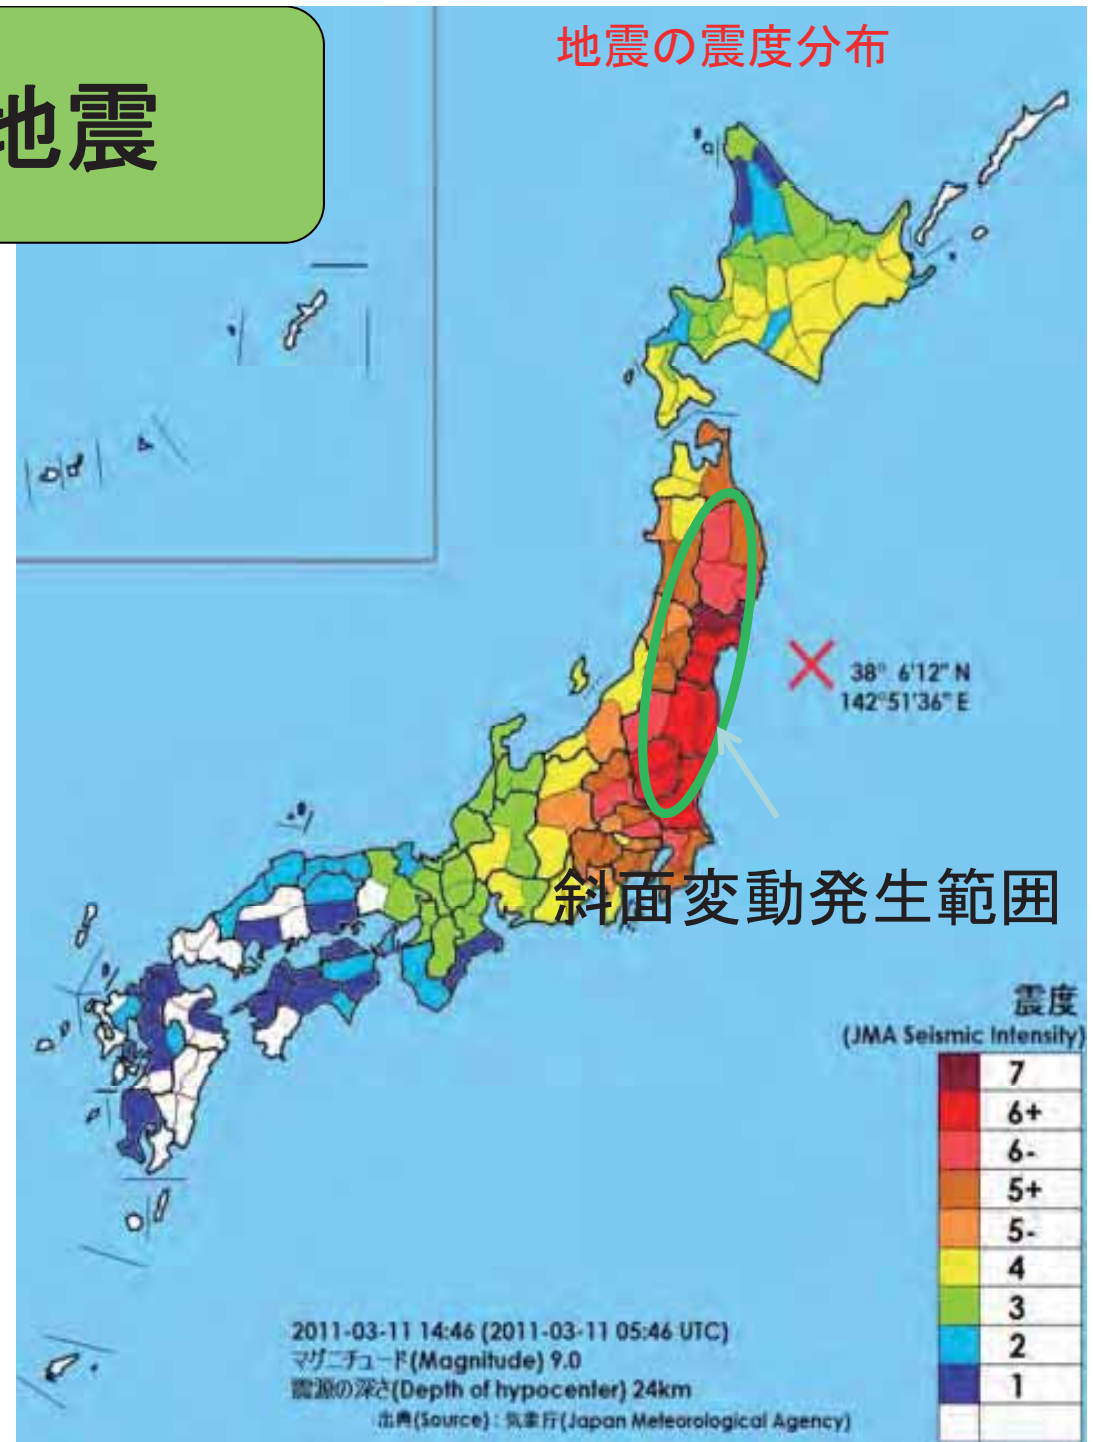 地震の震度分布
地震
38° 6'12" N
142°51'36" E
斜面変動発生範囲
震度
(JMA Seismic Intensity)
7
6+
6-
5+
5-
4
3
2
1
2011-03-11 14:46 (2011-03-11 05:46 UTC)
マグニチュード(Magnitude) 9.0
震源の深さ(Depth of hypocenter) 24km
出典(Source) : 気象庁(Japan Meteorological Agency)